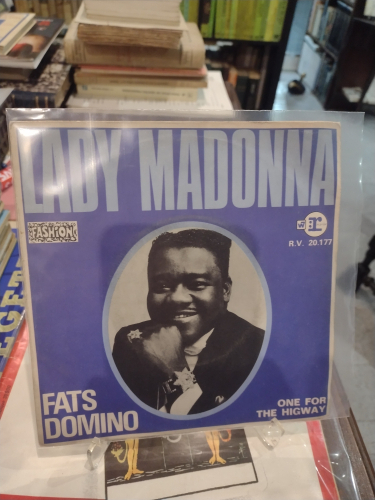 LADY MADONNA
FASHION
R.V. 20.177
FATS
DOMINO
ONE FOR
THE HIGWAY